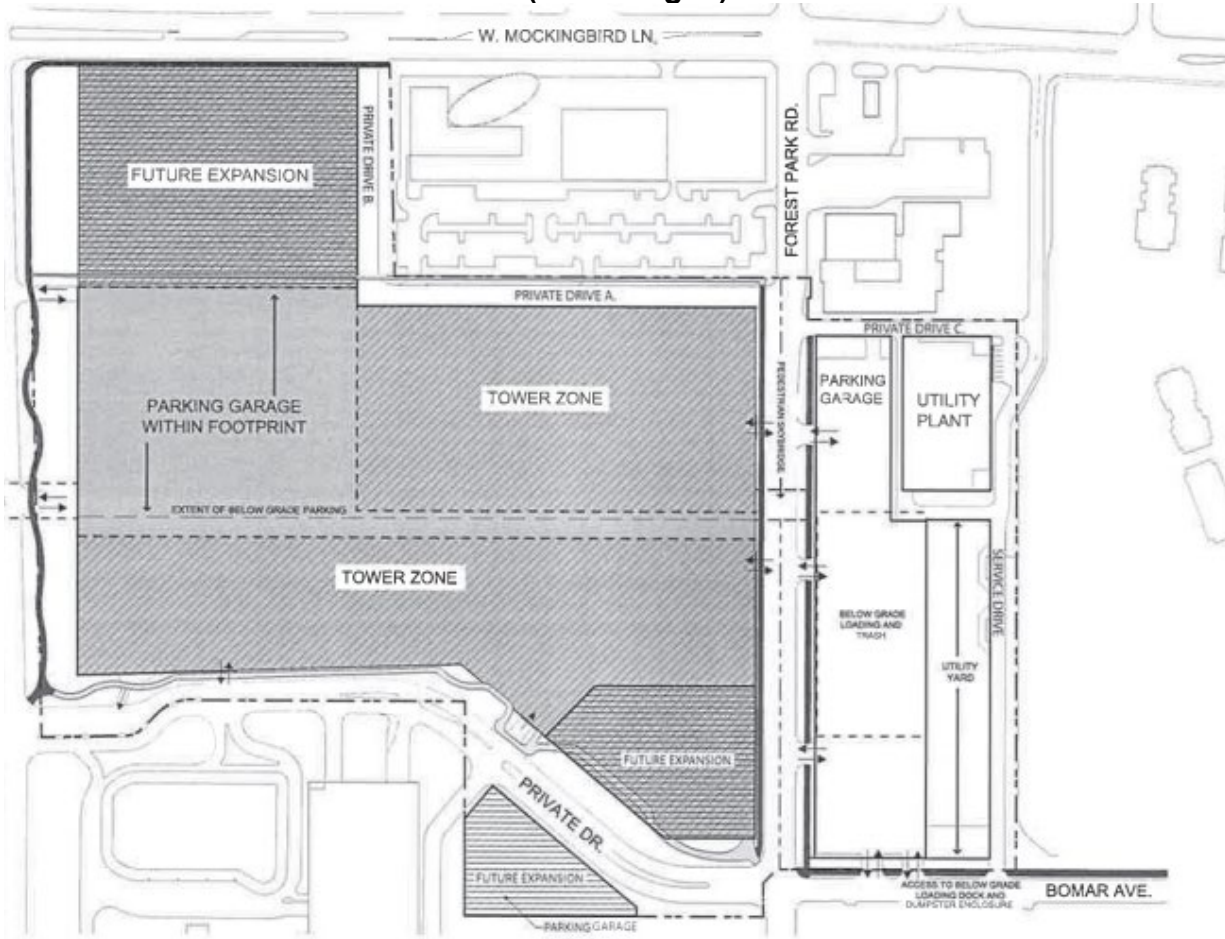 W. MOCKINGBIRD LN.
FUTURE EXPANSION
PRIVATE DRIVE B.
FOREST PARK RD.
PRIVATE DRIVE A.
PRIVATE DRIVE C.
PARKING GARAGE
WITHIN FOOTPRINT
TOWER ZONE
PEDESTRIAN SKYBRIDGE
PARKING
GARAGE
UTILITY
PLANT
EXTENT OF BELOW GRADE PARKING
TOWER ZONE
BELOW GRADE
LOADING AND
TRASH
SERVICE DRIVE
UTILITY
YARD
FUTURE EXPANSION
PRIVATE DR.
FUTURE EXPANSION
PARKING GARAGE
ACCESS TO BELOW GRADE
LOADING DOCK AND
DUMPSTER ENCLOSURE
BOMAR AVE.